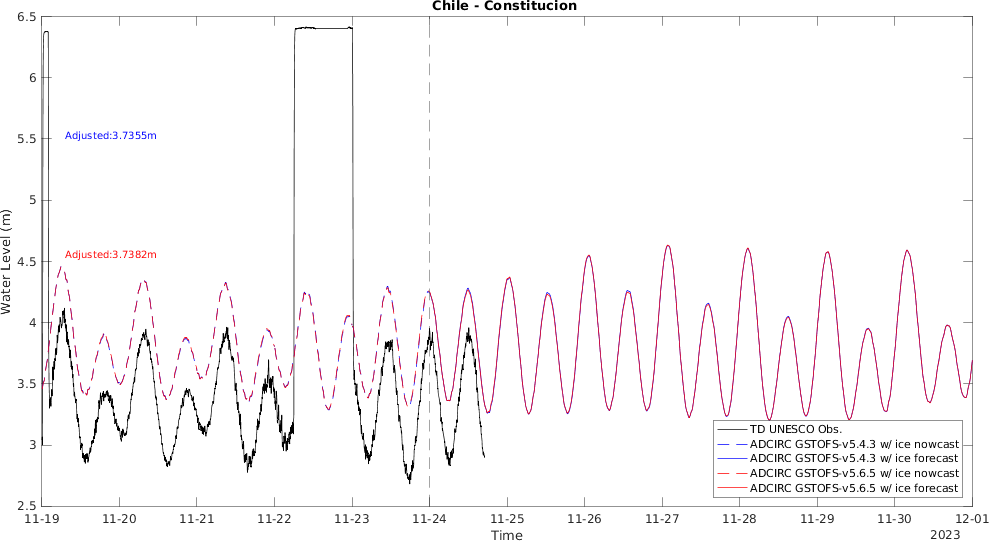 Chile - Constitucion
6.5
6
5.5
5
4.5
4
3.5
3
2.5
Water Level (m)
Adjusted:3.7355m
Adjusted:3.7382m
TD UNESCO Obs.
ADCIRC GSTOFS-v5.4.3 w/ ice nowcast
ADCIRC GSTOFS-v5.4.3 w/ ice forecast
ADCIRC GSTOFS-v5.6.5 w/ ice nowcast
ADCIRC GSTOFS-v5.6.5 w/ ice forecast
11-19 11-20 11-21 11-22 11-23 11-24 11-25 11-26 11-27 11-28 11-29 11-30 12-01
Time
2023